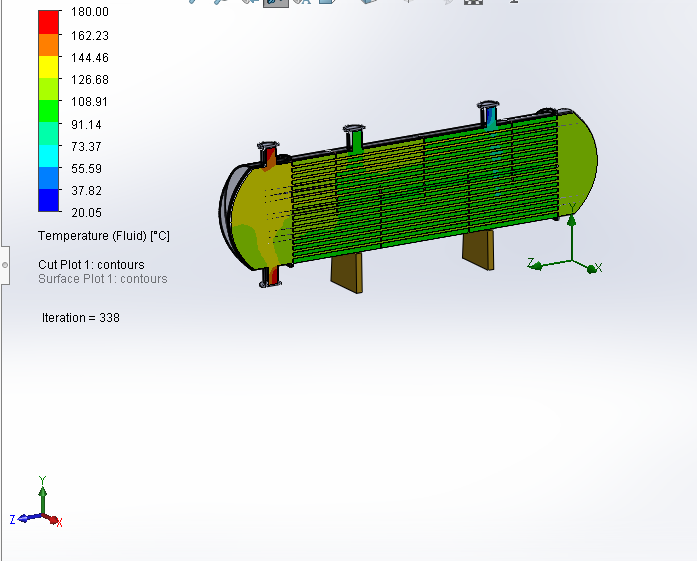 180.00
162.23
144.46
126.68
108.91
91.14
73.37
55.59
37.82
20.05
Temperature (Fluid) [°C]
Cut Plot 1: contours
Surface Plot 1: contours
Iteration = 338
Y
Z
X
Y
Z
X